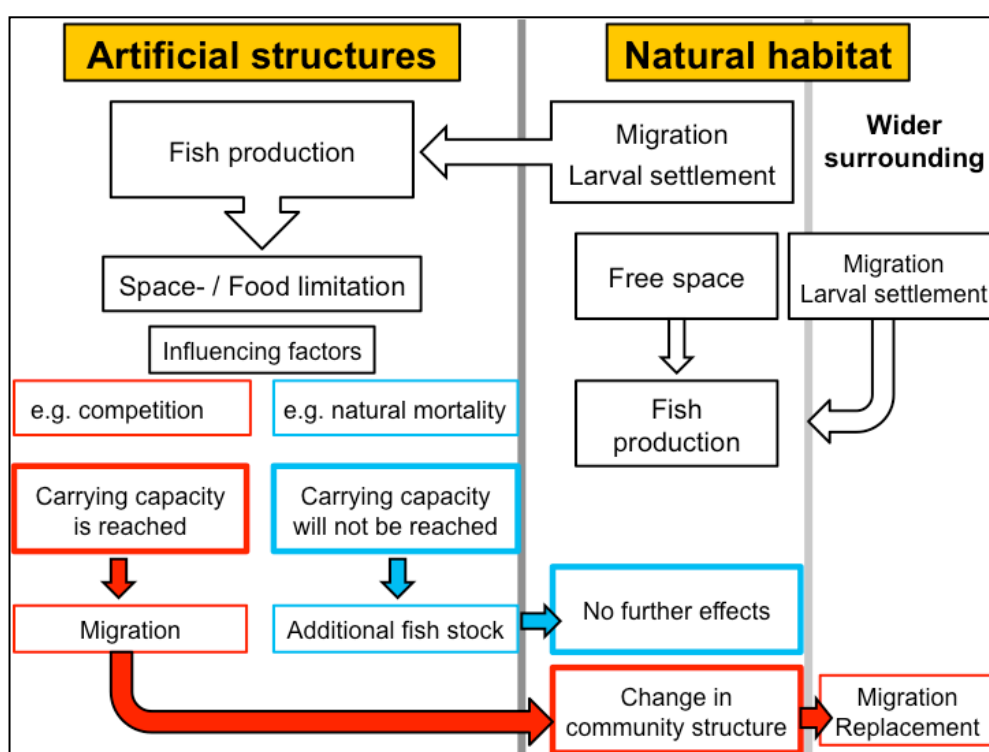 Artificial structures
Natural habitat
Wider
surrounding
Fish production
Migration
Larval settlement
Space- / Food limitation
Free space
Migration
Larval settlement
Influencing factors
e.g. competition
e.g. natural mortality
Fish
production
Carrying capacity
is reached
Carrying capacity
will not be reached
Migration
Additional fish stock
No further effects
Change in
community structure
Migration
Replacement